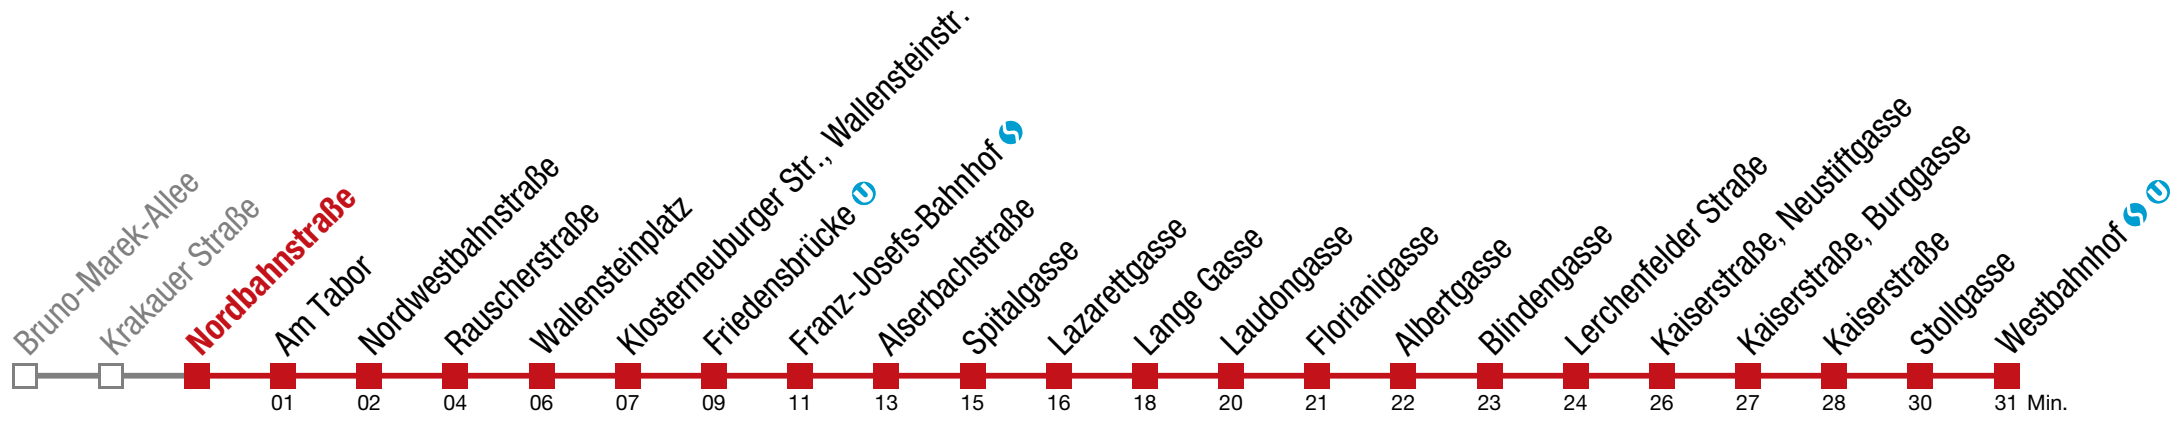 Bruno-Marek-Allee
Krakauer Straße
Nordbahnstraße
Am Tabor
Nordwestbahnstraße
Rauscherstraße
Wallensteinplatz
Klosterneuburger Str., Wallensteinstr.
Friedensbrücke U
Franz-Josefs-Bahnhof S
Alserbachstraße
Spitalgasse
Lazarettgasse
Lange Gasse
Laudongasse
Florianigasse
Albertgasse
Blindengasse
Lerchenfelder Straße
Kaiserstraße, Neustiftgasse
Kaiserstraße, Burggasse
Kaiserstraße
Stollgasse
Westbahnhof S U
01 02 04 06 07 09 11 13 15 16 18 20 21 22 23 24 26 27 28 30 31 Min.